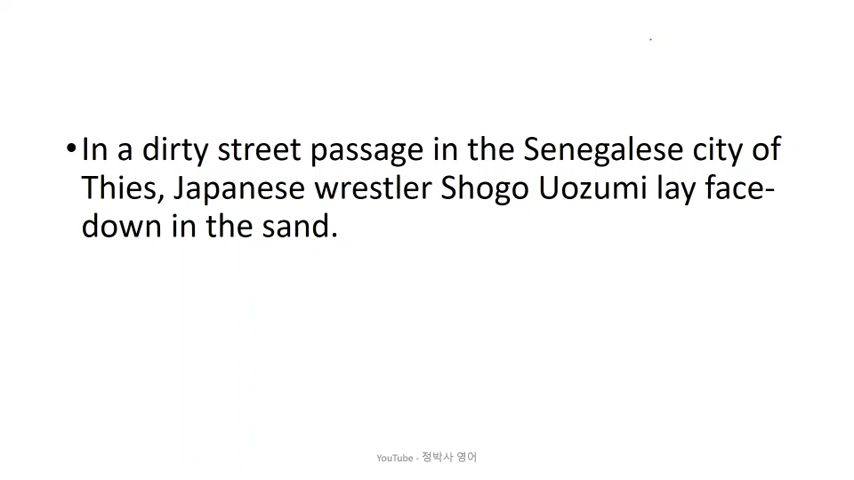 •In a dirty street passage in the Senegalese city of
Thies, Japanese wrestler Shogo Uozumi lay face-
down in the sand.
YouTube - 정박사 영어